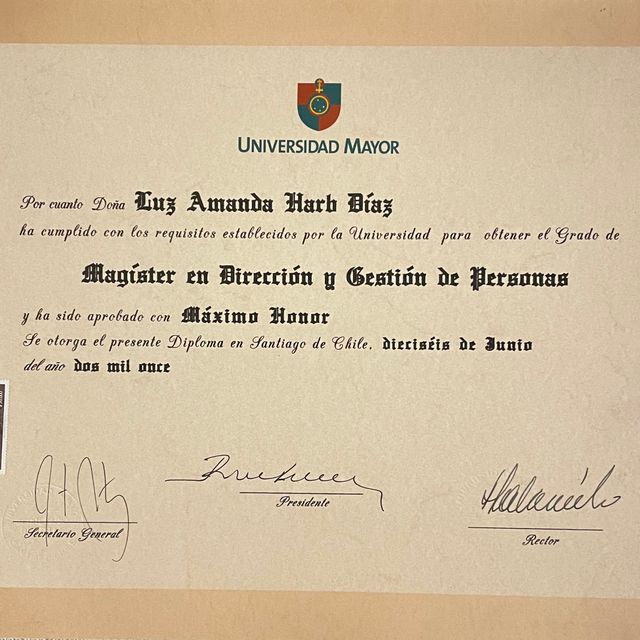 UNIVERSIDAD MAYOR
Por cuanto Doña Luz Amanda Harb Díaz
ha cumplido con los requisitos establecidos por la Universidad para obtener el Grado de
Magíster en Dirección y Gestión de Personas
y ha sido aprobado con Máximo Honor
Se otorga el presente Diploma en Santiago de Chile, dieciséis de Junio
del año dos mil once
Secretario General
Presidente
Rector